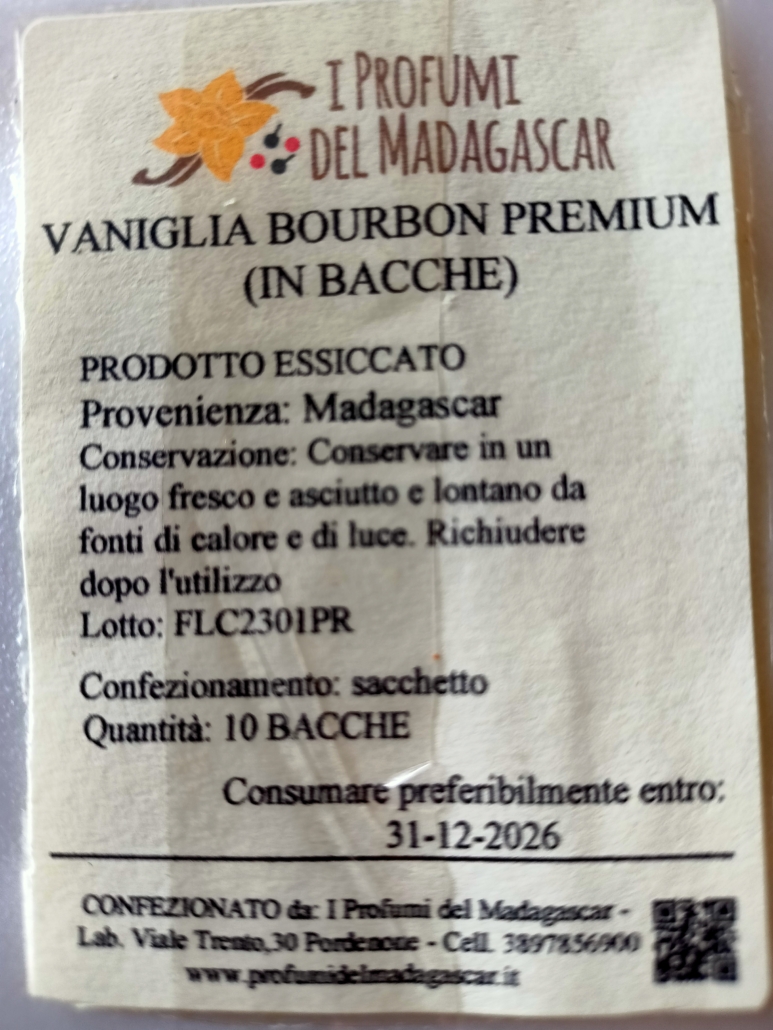 I PROFUMI
DEL MADAGASCAR
VANIGLIA BOURBON PREMIUM
(IN BACCHE)
PRODOTTO ESSICCATO
Provenienza: Madagascar
Conservazione: Conservare in un
luogo fresco e asciutto e lontano da
fonti di calore e di luce. Richiudere
dopo l'utilizzo
Lotto: FLC2301PR
Confezionamento: sacchetto
Quantità: 10 BACCHE
Consumare preferibilmente entro:
31-12-2026
CONFEZIONATO da: I Profumi del Madagascar -
Lab. Viale Trento,30 Pordenone - Cell. 3897856900
www.profumidelmadagascar.it